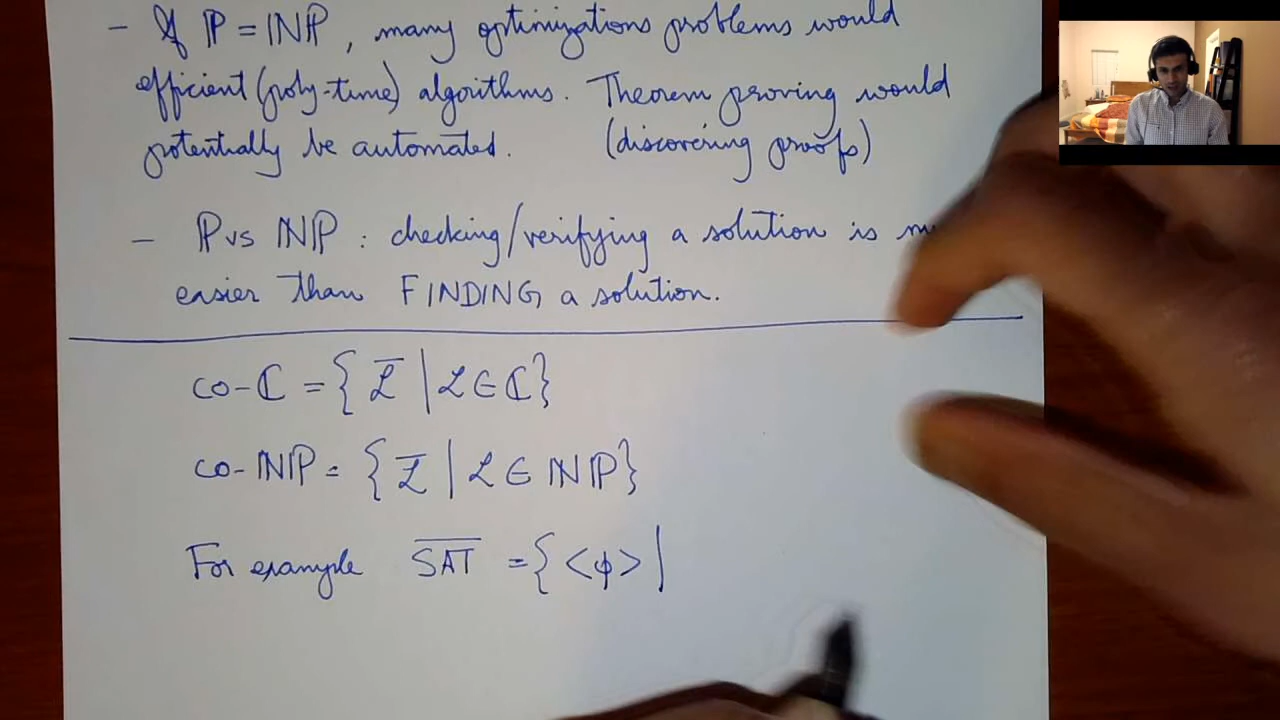 - If ℙ = ℕℙ, many optimizations problems would
efficient (poly-time) algorithms. Theorem proving would
potentially be automated. (discovering proofs)
- ℙ vs ℕℙ : checking/verifying a solution is
easier than FINDING a solution.
co-ℂ = { L̅ | L ∈ ℂ}
co-ℕℙ = { L̅ | L ∈ ℕℙ}
For example S̅A̅T̅ = { <φ> |